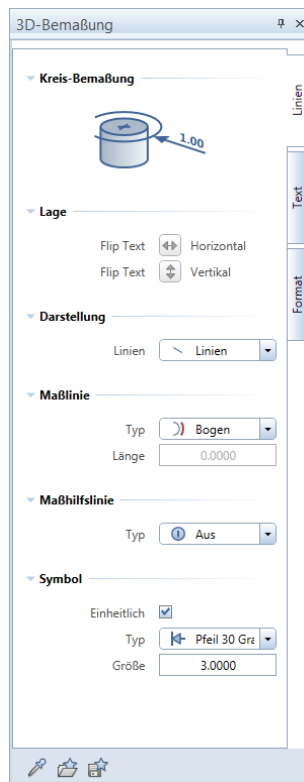 3D-Bemaßung
Kreis-Bemaßung
1.00
Lage
Flip Text Horizontal
Flip Text Vertikal
Darstellung
Linien Linien
Maßlinie
Typ Bogen
Länge 0.0000
Maßhilfslinie
Typ Aus
Symbol
Einheitlich
Typ Pfeil 30 Gra
Größe 3.0000
Linien
Text
Format